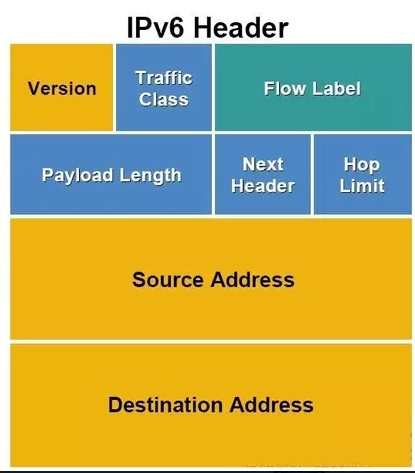 IPv6 Header
Version
Traffic
Class
Flow Label
Payload Length
Next
Header
Hop
Limit
Source Address
Destination Address